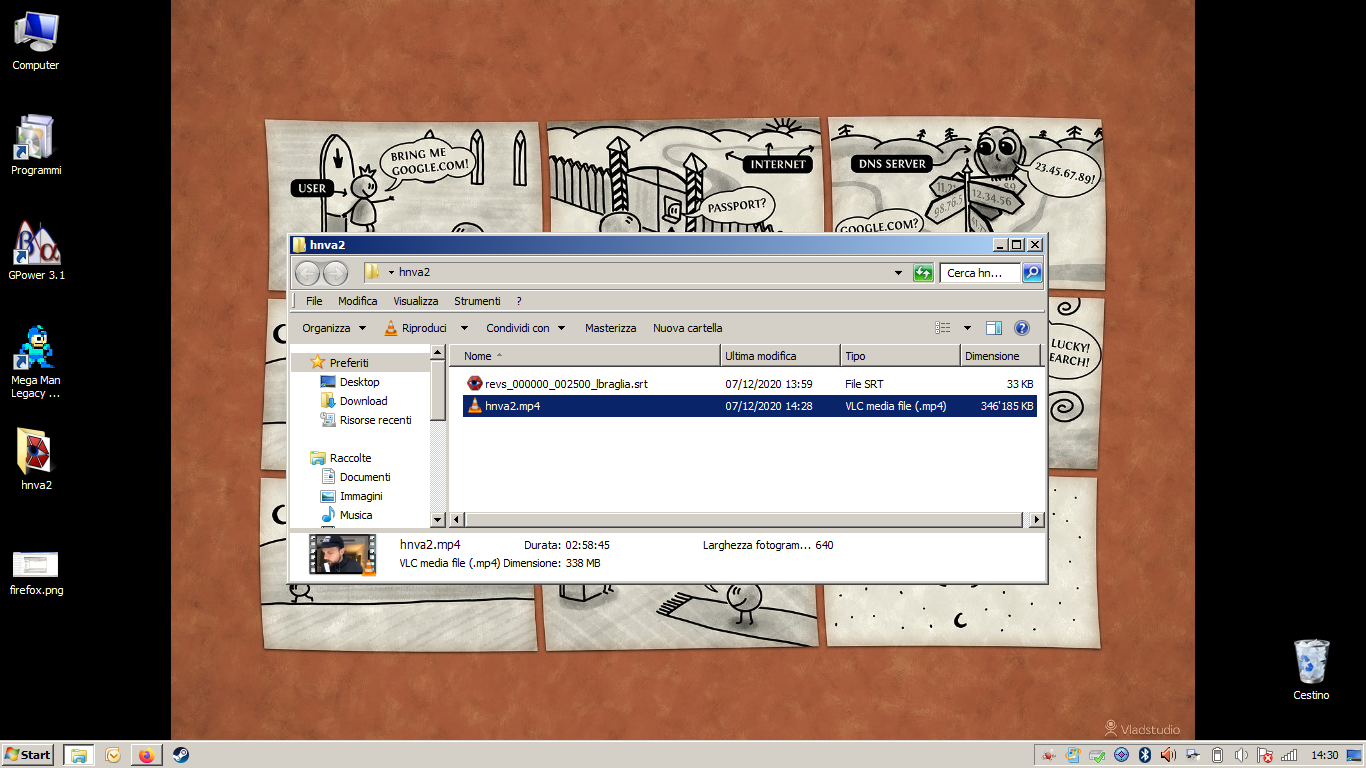 Computer
Programmi
GPower 3.1
Mega Man
Legacy ...
hnva2
firefox.png
BRING ME
GOOGLE.COM!
USER
INTERNET
PASSPORT?
DNS SERVER
23.45.67.89!
12.34.56
98.76.5
GOOGLE.COM?
LUCKY!
EARCH!
hnva2
hnva2
Cerca hn...
File Modifica Visualizza Strumenti ?
Organizza Riproduci Condividi con Masterizza Nuova cartella
Preferiti
Desktop
Download
Risorse recenti
Raccolte
Documenti
Immagini
Musica
Nome Ultima modifica Tipo Dimensione
revs_000000_002500_lbraglia.srt 07/12/2020 13:59 File SRT 33 KB
hnva2.mp4 07/12/2020 14:28 VLC media file (.mp4) 346'185 KB
hnva2.mp4 Durata: 02:58:45 Larghezza fotogram... 640
VLC media file (.mp4) Dimensione: 338 MB
Cestino
Vladstudio
Start
14:30